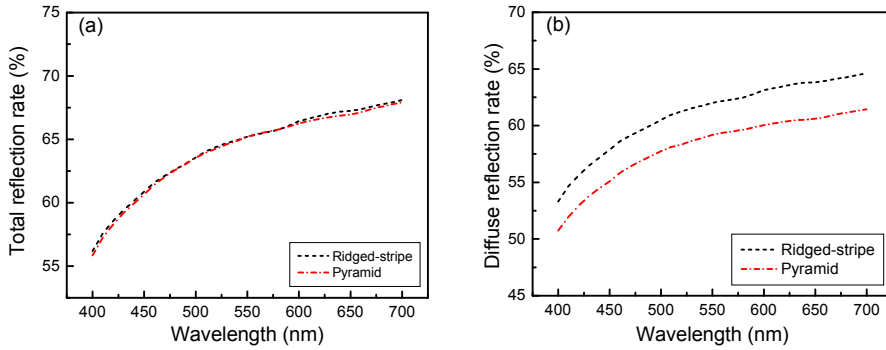 (a)
Total reflection rate (%)
75
70
65
60
55
400 450 500 550 600 650 700
Wavelength (nm)
Ridged-stripe
Pyramid
(b)
Diffuse reflection rate (%)
70
65
60
55
50
45
400 450 500 550 600 650 700
Wavelength (nm)
Ridged-stripe
Pyramid